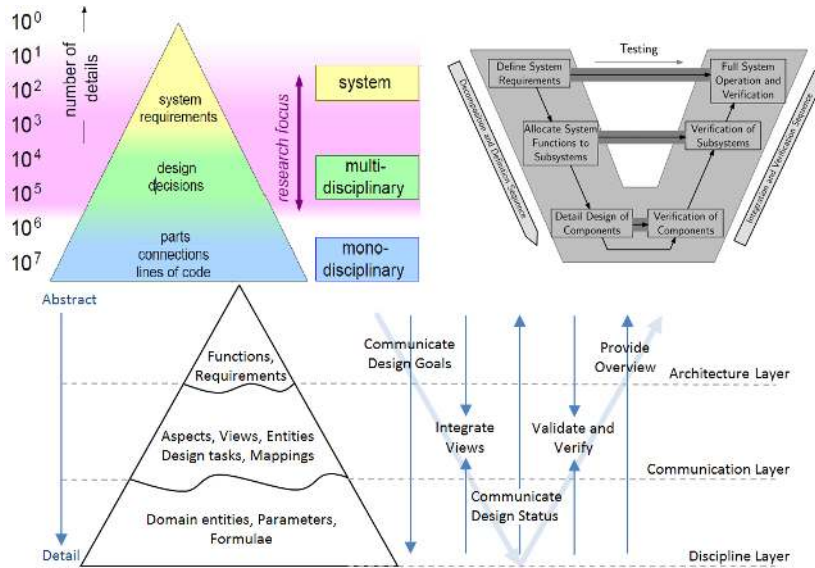 10⁰
10¹
10²
10³
10⁴
10⁵
10⁶
10⁷
number of
details
system
requirements
design
decisions
parts
connections
lines of code
research focus
system
multi-
disciplinary
mono-
disciplinary
Testing
Define System
Requirements
Full System
Operation and
Verification
Allocate System
Functions to
Subsystems
Verification of
Subsystems
Detail Design of
Components
Verification of
Components
Decomposition and Definition Sequence
Integration and Verification Sequence
Abstract
Detail
Functions,
Requirements
Aspects, Views, Entities
Design tasks, Mappings
Domain entities, Parameters,
Formulae
Communicate
Design Goals
Integrate
Views
Communicate
Design Status
Validate and
Verify
Provide
Overview
Architecture Layer
Communication Layer
Discipline Layer